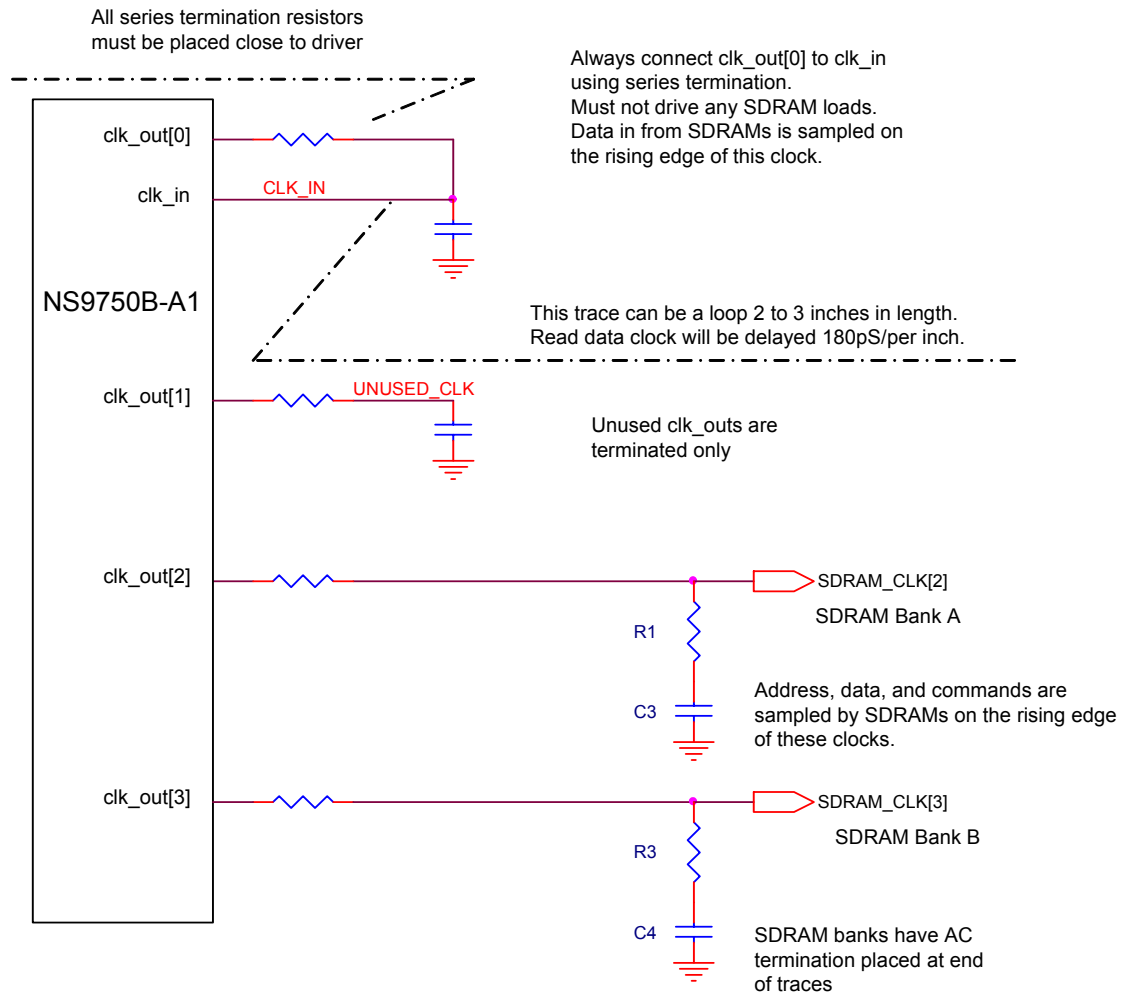 All series termination resistors
must be placed close to driver
Always connect clk_out[0] to clk_in
using series termination.
Must not drive any SDRAM loads.
Data in from SDRAMs is sampled on
the rising edge of this clock.
clk_out[0]
clk_in
CLK_IN
NS9750B-A1
This trace can be a loop 2 to 3 inches in length.
Read data clock will be delayed 180pS/per inch.
clk_out[1]
UNUSED_CLK
Unused clk_outs are
terminated only
clk_out[2]
SDRAM_CLK[2]
SDRAM Bank A
R1
C3
Address, data, and commands are
sampled by SDRAMs on the rising edge
of these clocks.
clk_out[3]
SDRAM_CLK[3]
SDRAM Bank B
R3
C4
SDRAM banks have AC
termination placed at end
of traces